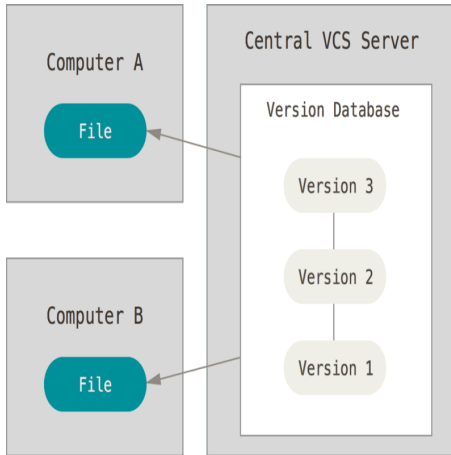 Computer A
File
Computer B
File
Central VCS Server
Version Database
Version 3
Version 2
Version 1